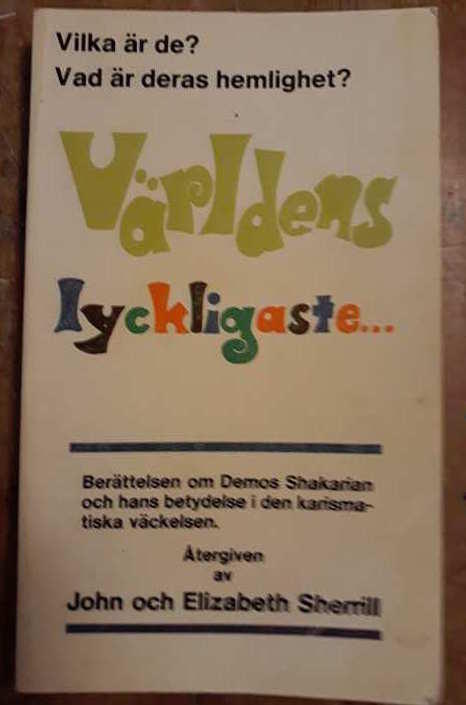 Vilka är de?
Vad är deras hemlighet?
Världens
lyckligaste...
Berättelsen om Demos Shakarian
och hans betydelse i den karisma-
tiska väckelsen.
Återgiven
av
John och Elizabeth Sherrill